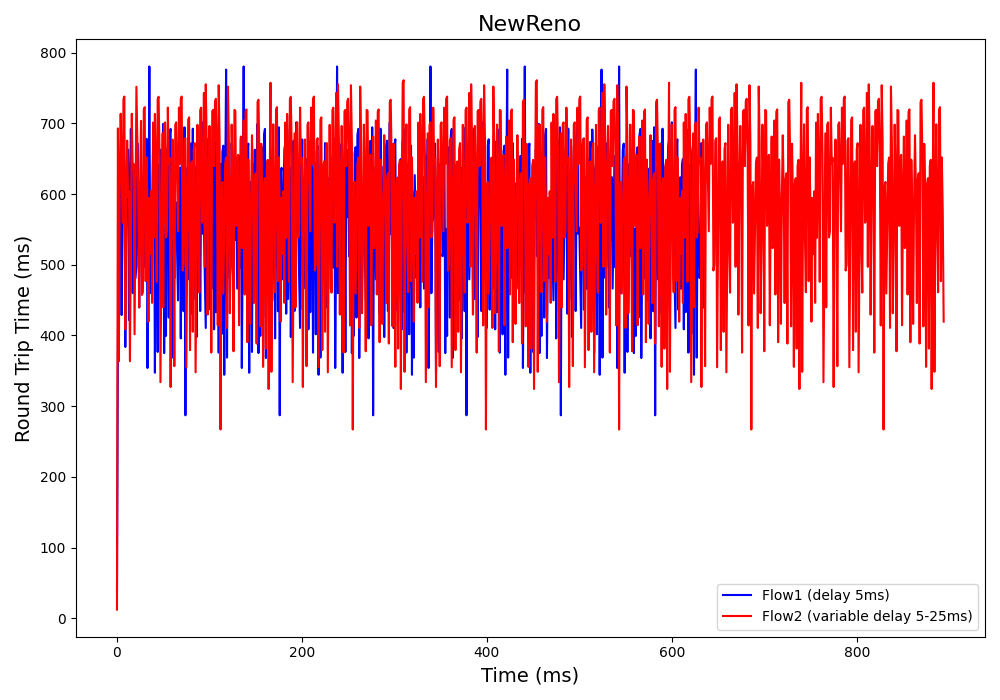 NewReno
Round Trip Time (ms)
800
700
600
500
400
300
200
100
0
0 200 400 600 800
Time (ms)
Flow1 (delay 5ms)
Flow2 (variable delay 5-25ms)